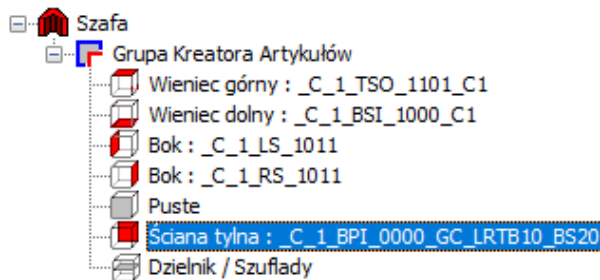 Szafa
Grupa Kreatora Artykułów
Wieniec górny : _C_1_TSO_1101_C1
Wieniec dolny : _C_1_BSI_1000_C1
Bok : _C_1_LS_1011
Bok : _C_1_RS_1011
Puste
Ściana tylna : _C_1_BPI_0000_GC_LRTB10_BS20
Dzielnik / Szuflady